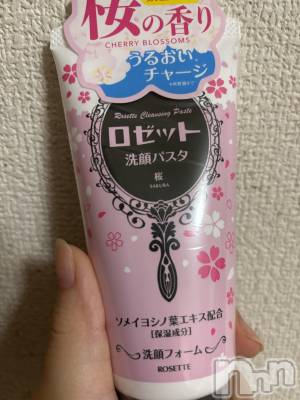 桜の香り
CHERRY BLOSSOMS
うるおい
チャージ
Rosette Cleansing Paste
ロゼット
洗顔パスタ
桜
ソメイヨシノ葉エキス配合
[保湿成分]
洗顔フォーム
ROSETTE